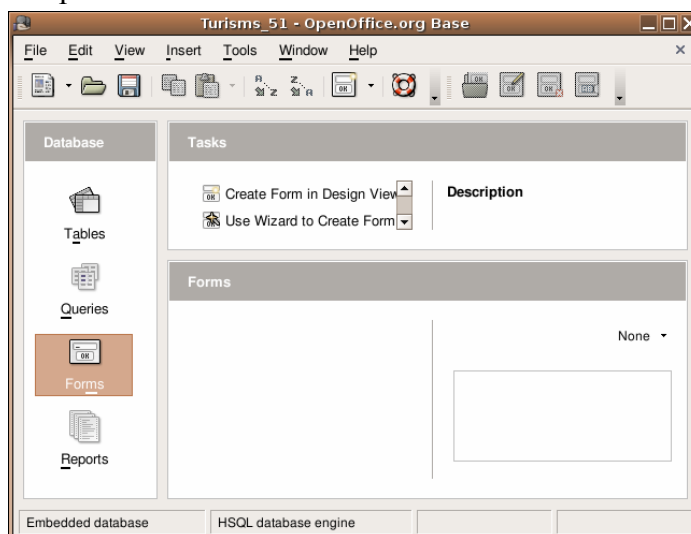 Turisms_51 - OpenOffice.org Base
File Edit View Insert Tools Window Help
Database
Tasks
Create Form in Design View
Use Wizard to Create Form
Description
Tables
Queries
Forms
Reports
Forms
None
Embedded database
HSQL database engine